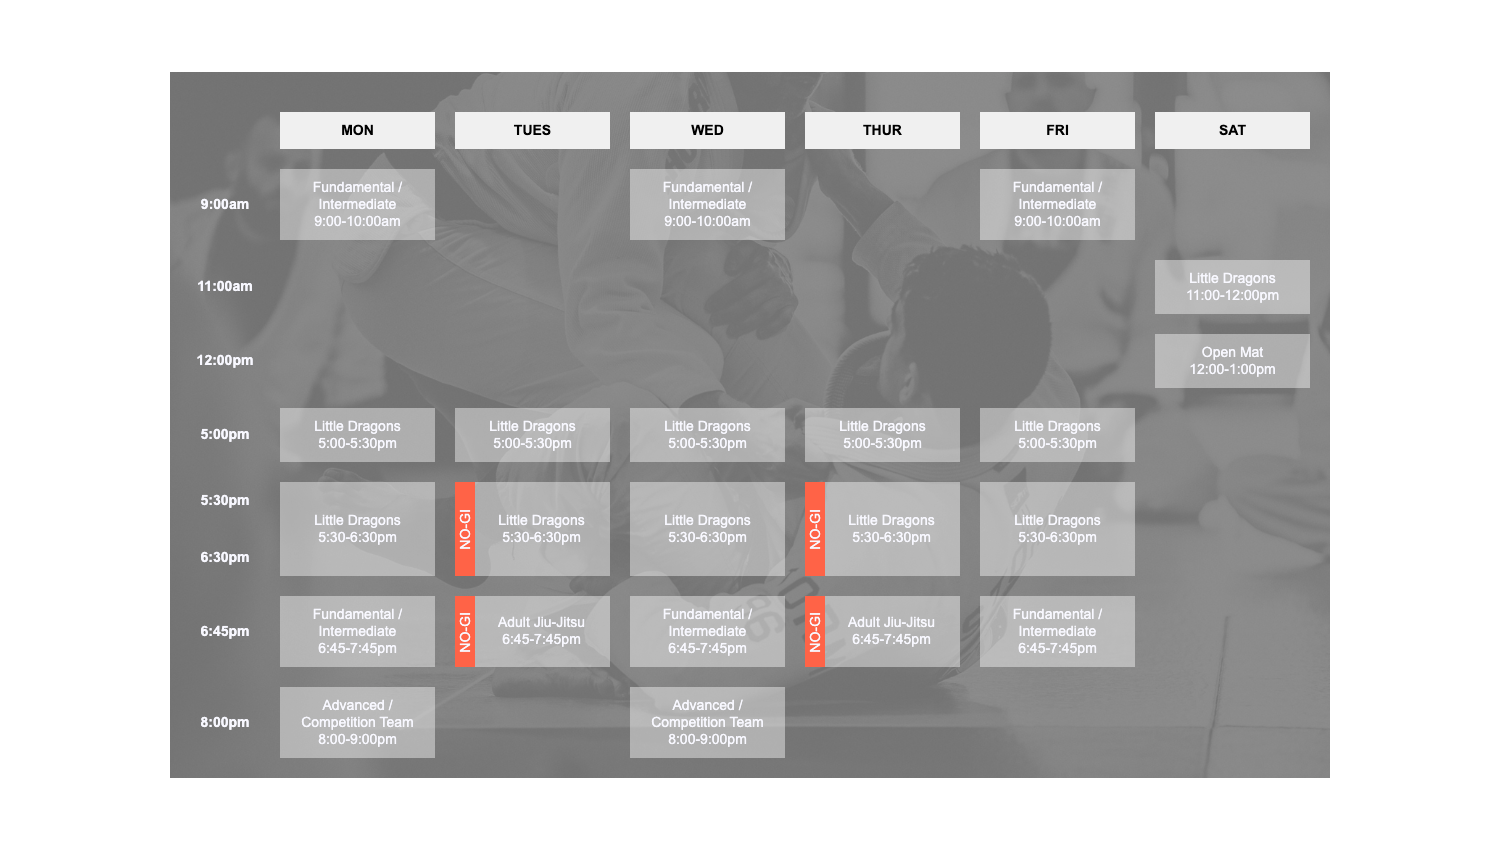 MON
TUES
WED
THUR
FRI
SAT
9:00am
Fundamental /
Intermediate
9:00-10:00am
Fundamental /
Intermediate
9:00-10:00am
Fundamental /
Intermediate
9:00-10:00am
11:00am
Little Dragons
11:00-12:00pm
12:00pm
Open Mat
12:00-1:00pm
5:00pm
Little Dragons
5:00-5:30pm
Little Dragons
5:00-5:30pm
Little Dragons
5:00-5:30pm
Little Dragons
5:00-5:30pm
Little Dragons
5:00-5:30pm
5:30pm
6:30pm
Little Dragons
5:30-6:30pm
NO-GI
Little Dragons
5:30-6:30pm
Little Dragons
5:30-6:30pm
NO-GI
Little Dragons
5:30-6:30pm
Little Dragons
5:30-6:30pm
6:45pm
Fundamental /
Intermediate
6:45-7:45pm
NO-GI
Adult Jiu-Jitsu
6:45-7:45pm
Fundamental /
Intermediate
6:45-7:45pm
NO-GI
Adult Jiu-Jitsu
6:45-7:45pm
Fundamental /
Intermediate
6:45-7:45pm
8:00pm
Advanced /
Competition Team
8:00-9:00pm
Advanced /
Competition Team
8:00-9:00pm